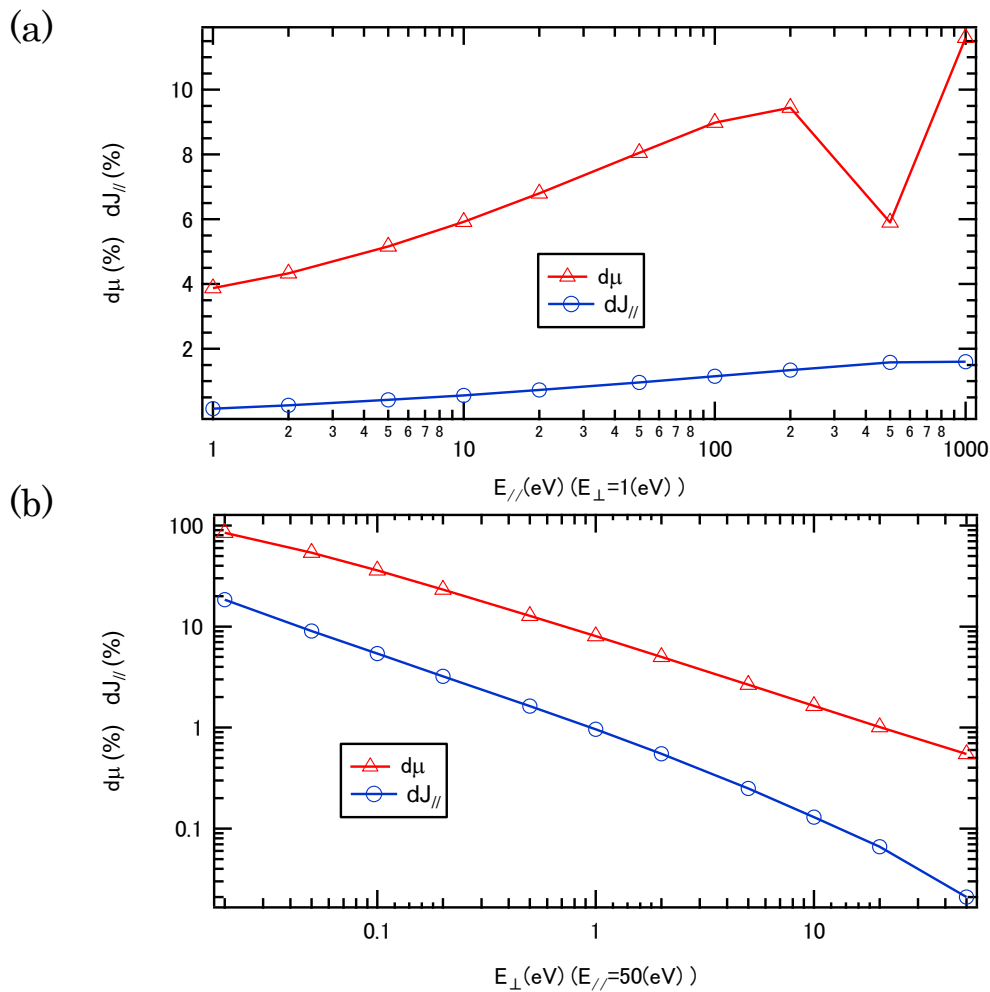 (a)
dμ (%) dJ// (%)
10
8
6
4
2
dμ
dJ//
2 3 4 5 6 7 8 2 3 4 5 6 7 8 2 3 4 5 6 7 8
1 10 100 1000
E//(eV) (E⊥=1(eV) )
(b)
dμ (%) dJ// (%)
100
10
1
0.1
dμ
dJ//
0.1 1 10
E⊥(eV) (E//=50(eV) )